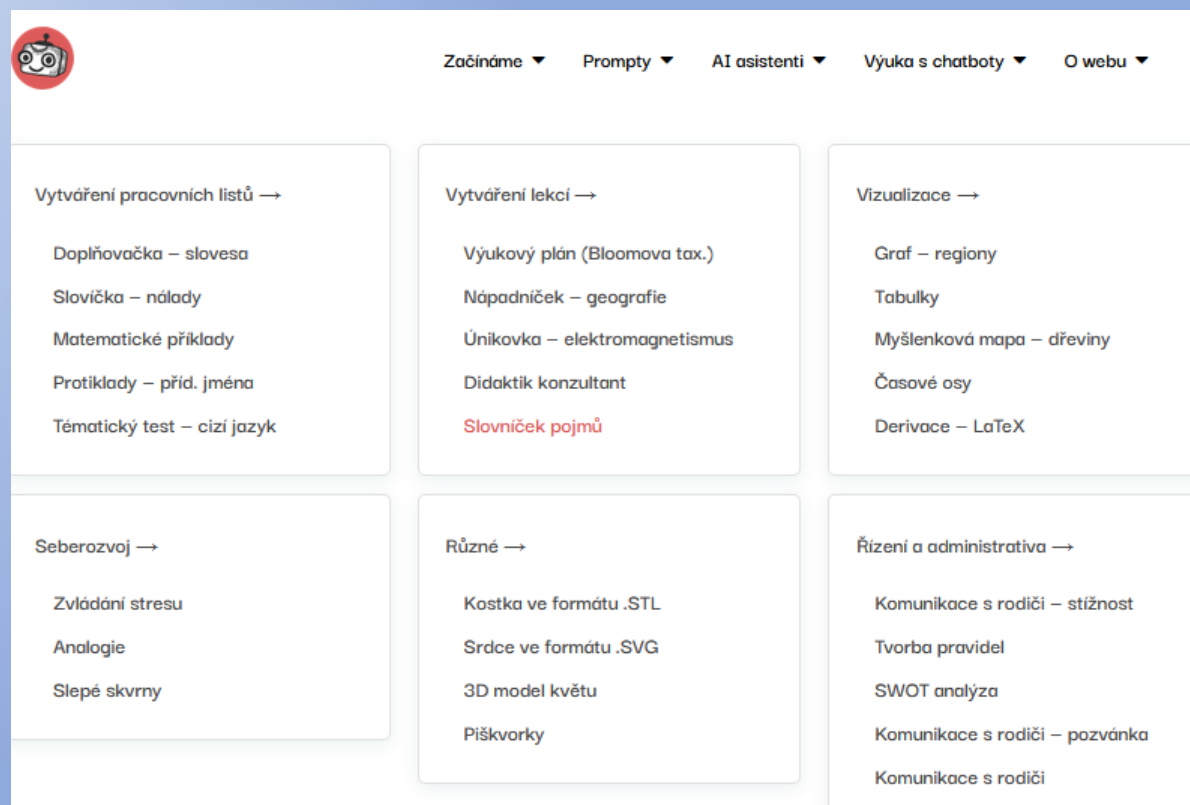 Začínáme
Prompty
AI asistenti
Výuka s chatboty
O webu
Vytváření pracovních listů →
Doplňovačka – slovesa
Slovíčka – nálady
Matematické příklady
Protiklady – příd. jména
Tématický test – cizí jazyk
Vytváření lekcí →
Výukový plán (Bloomova tax.)
Nápadníček – geografie
Únikovka – elektromagnetismus
Didaktik konzultant
Slovníček pojmů
Vizualizace →
Graf – regiony
Tabulky
Myšlenková mapa – dřeviny
Časové osy
Derivace – LaTeX
Seberozvoj →
Zvládání stresu
Analogie
Slepé skvrny
Různé →
Kostka ve formátu .STL
Srdce ve formátu .SVG
3D model květu
Piškvorky
Řízení a administrativa →
Komunikace s rodiči – stížnost
Tvorba pravidel
SWOT analýza
Komunikace s rodiči – pozvánka
Komunikace s rodiči